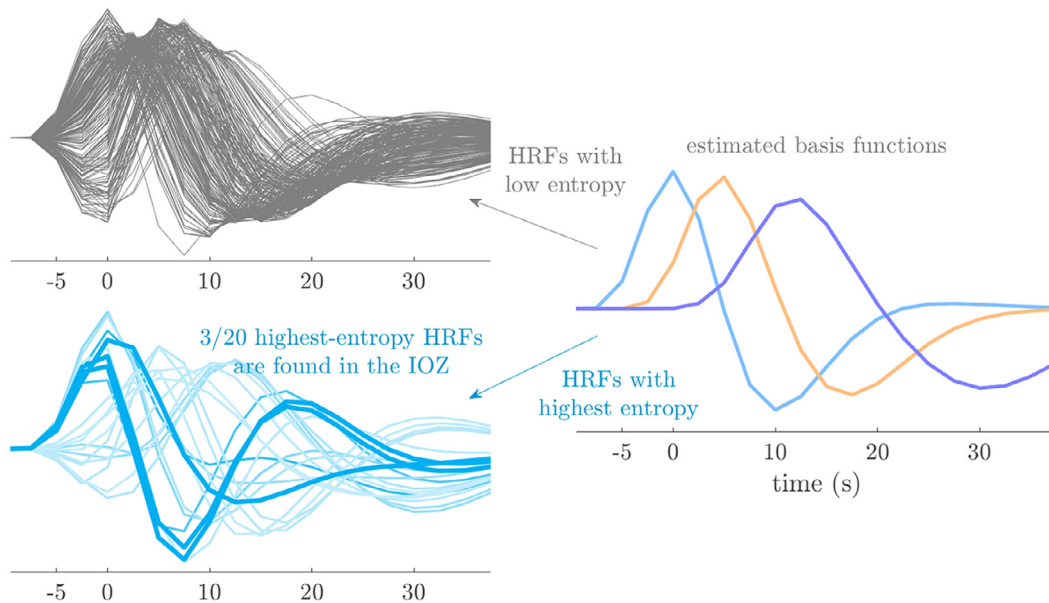 HRFs with
low entropy
-5 0 10 20 30
3/20 highest-entropy HRFs
are found in the IOZ
-5 0 10 20 30
estimated basis functions
HRFs with
highest entropy
-5 0 10 20 30
time (s)